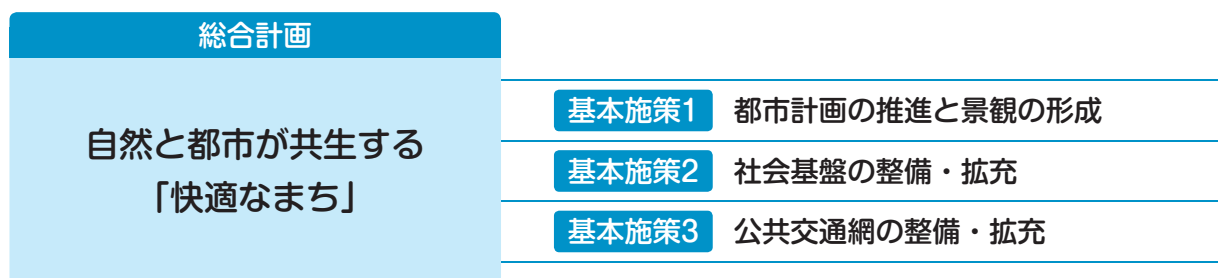 総合計画
自然と都市が共生する
「快適なまち」
基本施策1 都市計画の推進と景観の形成
基本施策2 社会基盤の整備・拡充
基本施策3 公共交通網の整備・拡充